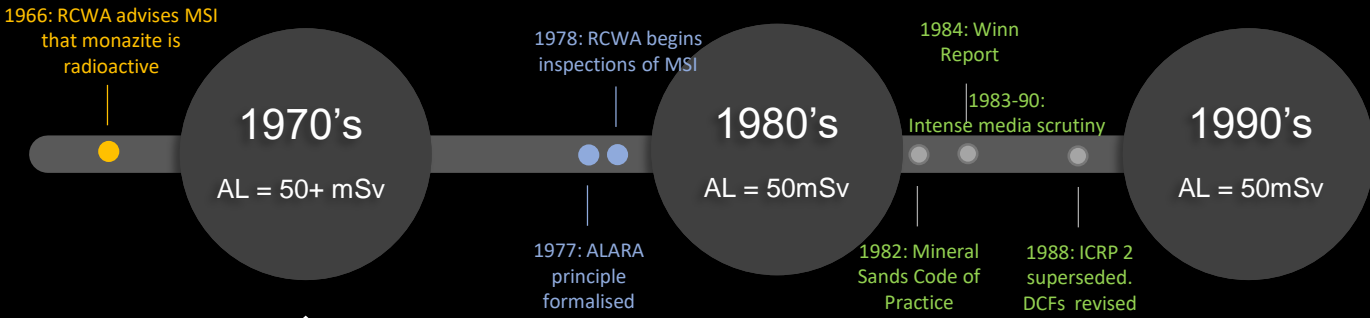 1966: RCWA advises MSI
that monazite is
radioactive
1970's
AL = 50+ mSv
1978: RCWA begins
inspections of MSI
1977: ALARA
principle
formalised
1980's
AL = 50mSv
1984: Winn
Report
1983-90:
Intense media scrutiny
1982: Mineral
Sands Code of
Practice
1988: ICRP 2
superseded.
DCFs revised
1990's
AL = 50mSv